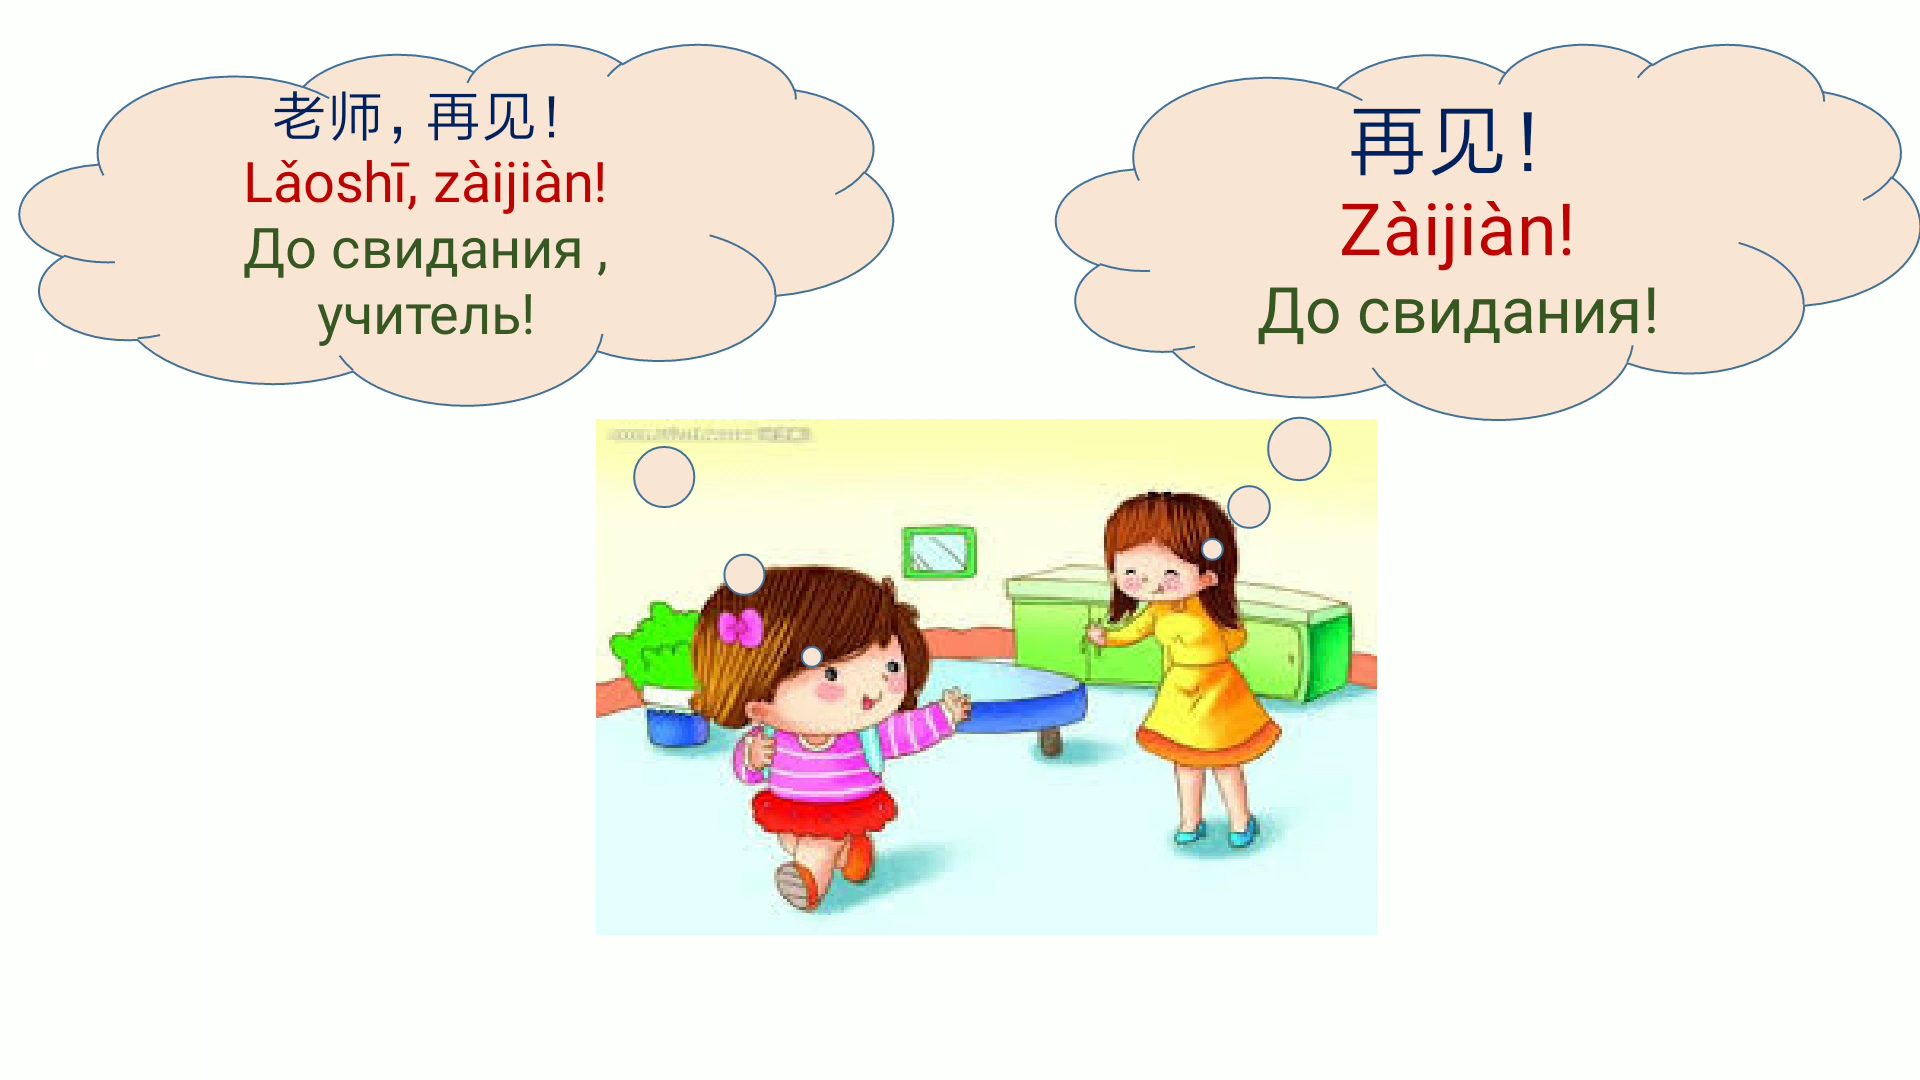 老师，再见！
Lǎoshī, zàijiàn!
До свидания ,
учитель!
再见！
Zàijiàn!
До свидания!